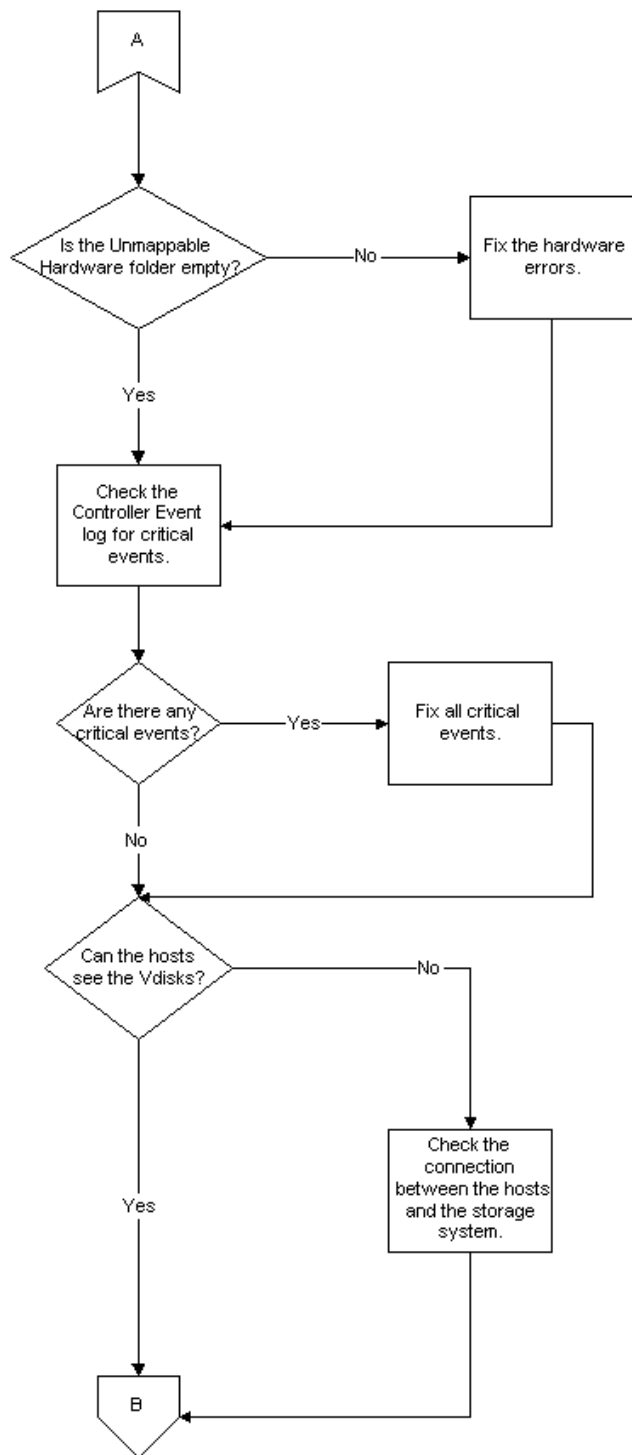 A
Is the Unmappable
Hardware folder empty?
No
Fix the hardware
errors.
Yes
Check the
Controller Event
log for critical
events.
Are there any
critical events?
Yes
Fix all critical
events.
No
Can the hosts
see the Vdisks?
No
Check the
connection
between the hosts
and the storage
system.
Yes
B